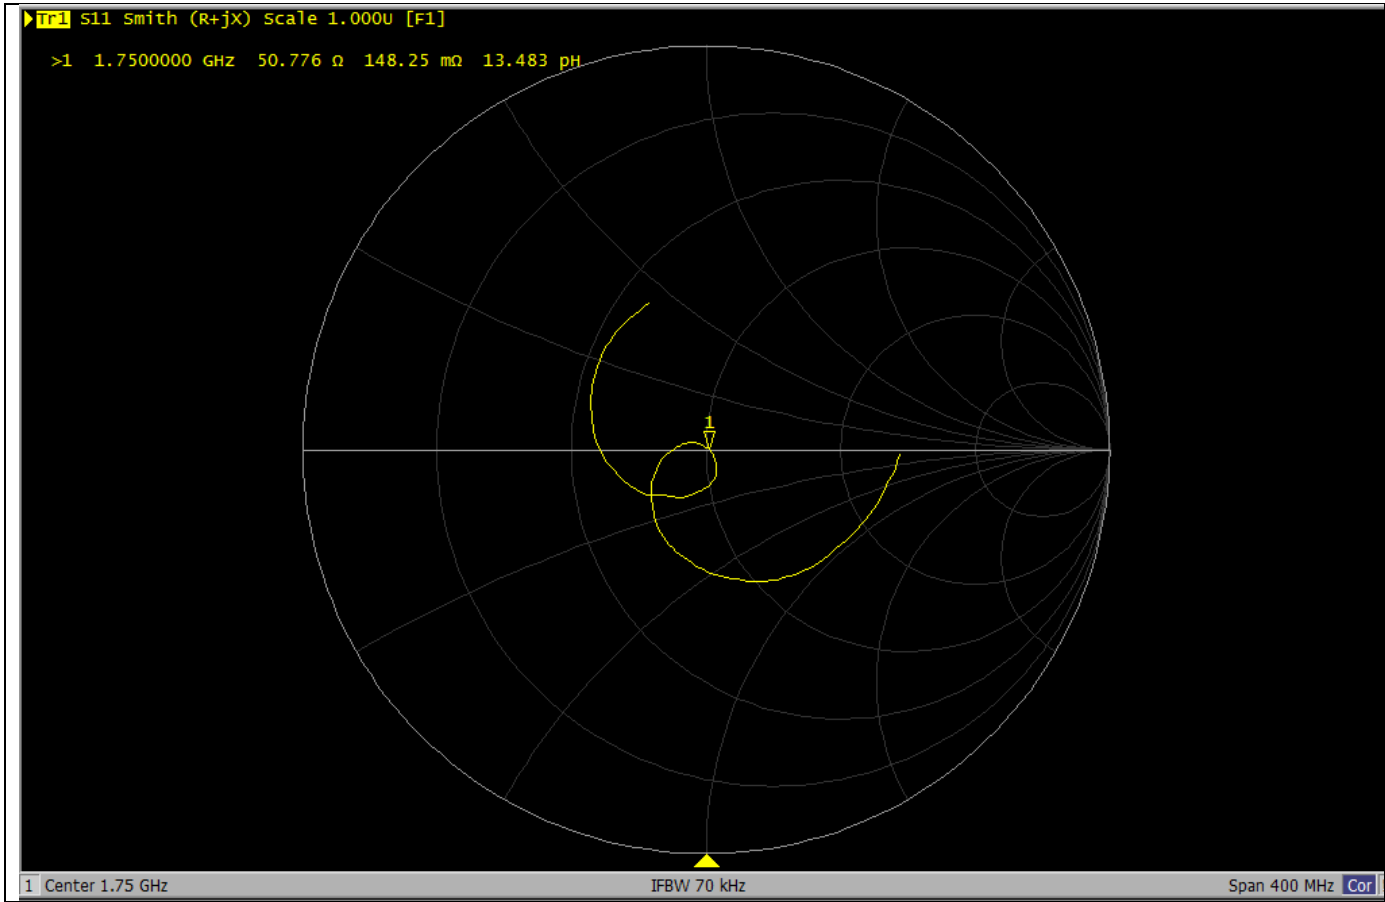 Tr1 S11 Smith (R+jX) Scale 1.000U [F1]
>1 1.7500000 GHz 50.776 Ω 148.25 mΩ 13.483 pH
1
1 Center 1.75 GHz IFBW 70 kHz Span 400 MHz Cor